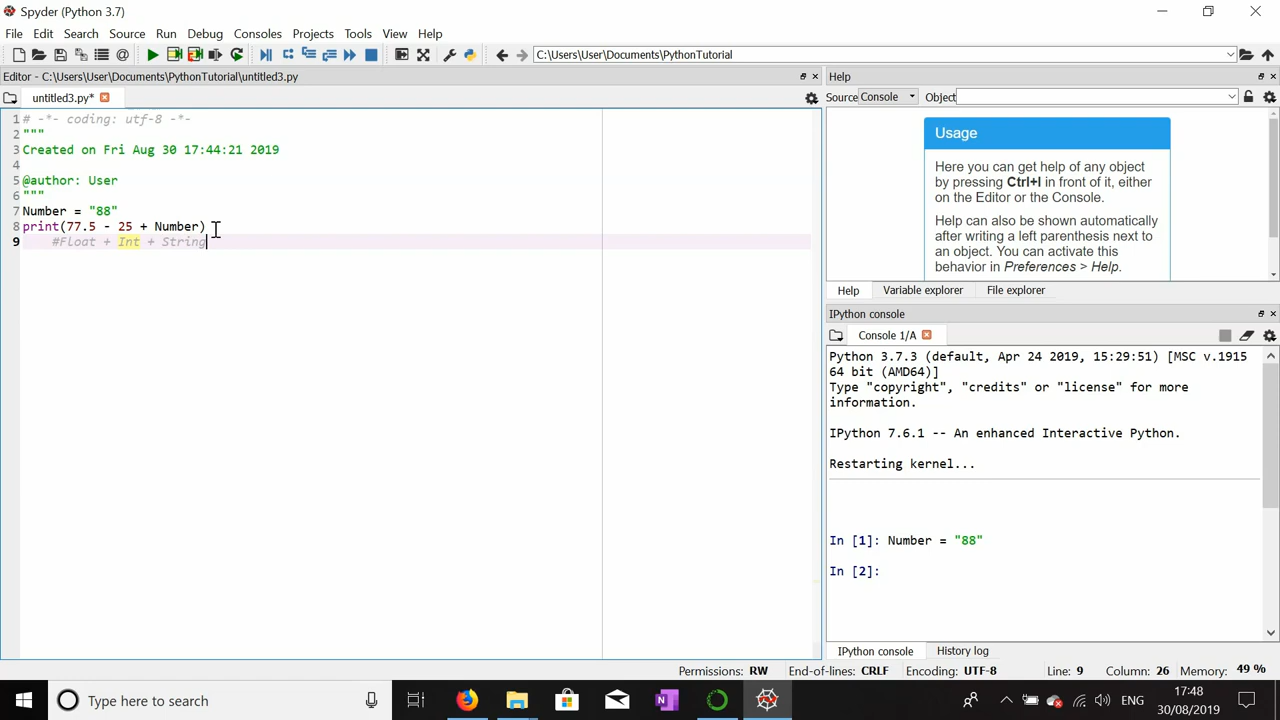 Spyder (Python 3.7)
File Edit Search Source Run Debug Consoles Projects Tools View Help
C:\Users\User\Documents\PythonTutorial
Editor - C:\Users\User\Documents\PythonTutorial\untitled3.py
untitled3.py*
1 # -*- coding: utf-8 -*-
2 """
3 Created on Fri Aug 30 17:44:21 2019
4
5 @author: User
6 """
7 Number = "88"
8 print(77.5 - 25 + Number)
9 #Float + Int + String
Help
Source Console Object
Usage
Here you can get help of any object
by pressing Ctrl+I in front of it, either
on the Editor or the Console.
Help can also be shown automatically
after writing a left parenthesis next to
an object. You can activate this
behavior in Preferences > Help.
Help Variable explorer File explorer
IPython console
Console 1/A
Python 3.7.3 (default, Apr 24 2019, 15:29:51) [MSC v.1915
64 bit (AMD64)]
Type "copyright", "credits" or "license" for more
information.
IPython 7.6.1 -- An enhanced Interactive Python.
Restarting kernel...
In [1]: Number = "88"
In [2]:
IPython console History log
Permissions: RW End-of-lines: CRLF Encoding: UTF-8 Line: 9 Column: 26 Memory: 49 %
Type here to search
ENG
17:48
30/08/2019